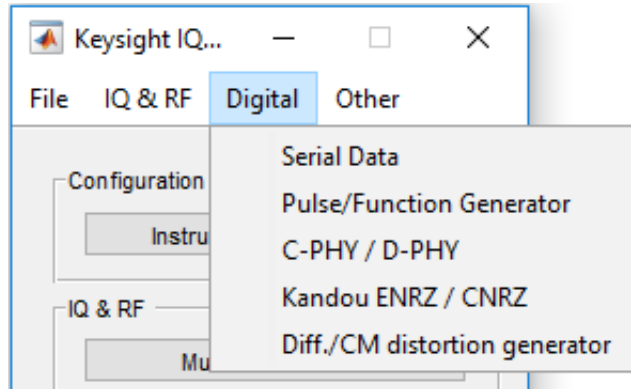 Keysight IQ...
File IQ & RF Digital Other
Serial Data
Configuration
Pulse/Function Generator
C-PHY / D-PHY
Kandou ENRZ / CNRZ
IQ & RF
Diff./CM distortion generator